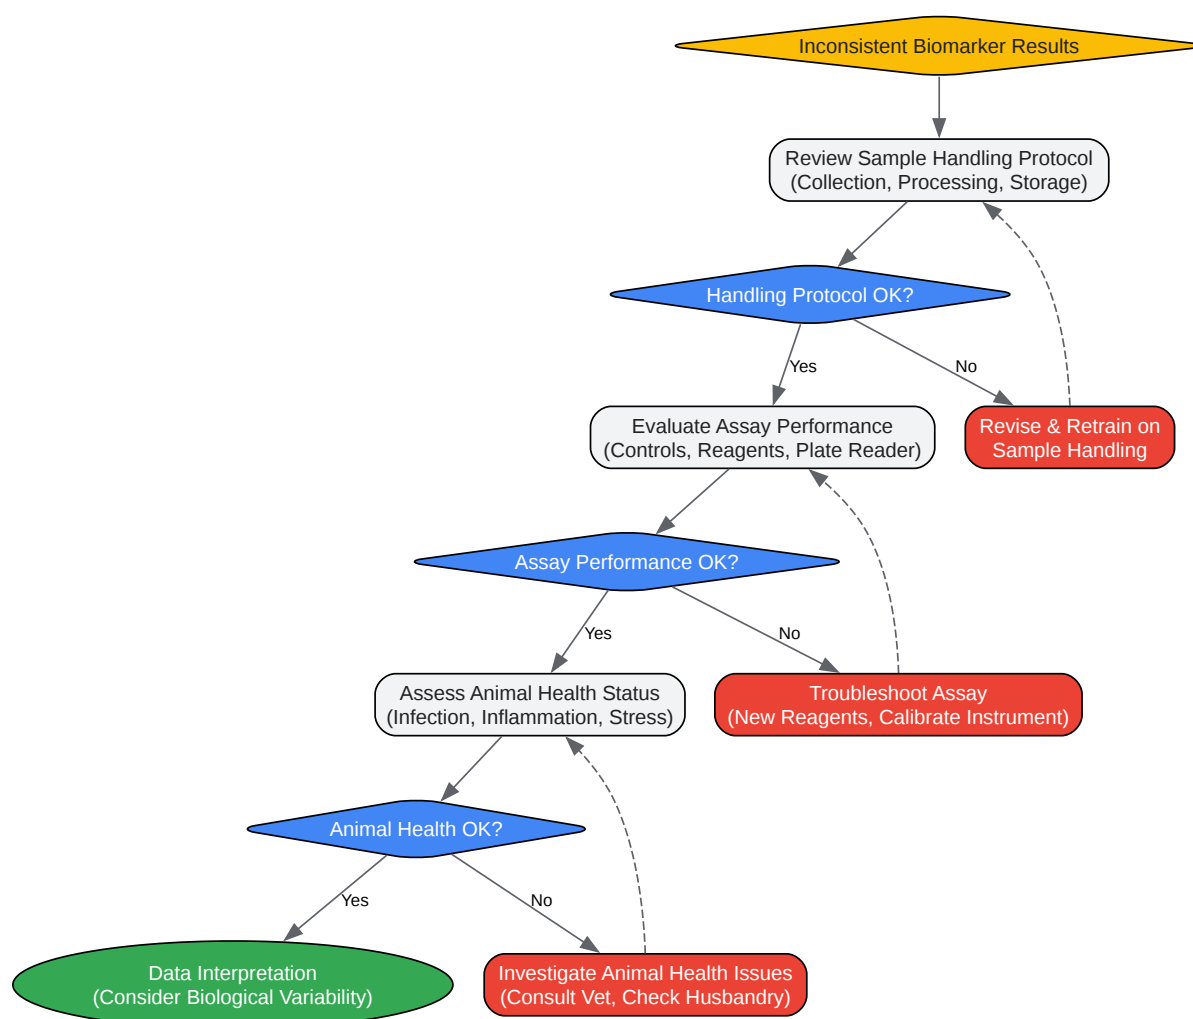 Inconsistent Biomarker Results
Review Sample Handling Protocol
(Collection, Processing, Storage)
Handling Protocol OK?
Yes
No
Evaluate Assay Performance
(Controls, Reagents, Plate Reader)
Revise & Retrain on
Sample Handling
Assay Performance OK?
Yes
No
Assess Animal Health Status
(Infection, Inflammation, Stress)
Troubleshoot Assay
(New Reagents, Calibrate Instrument)
Animal Health OK?
Yes
No
Data Interpretation
(Consider Biological Variability)
Investigate Animal Health Issues
(Consult Vet, Check Husbandry)